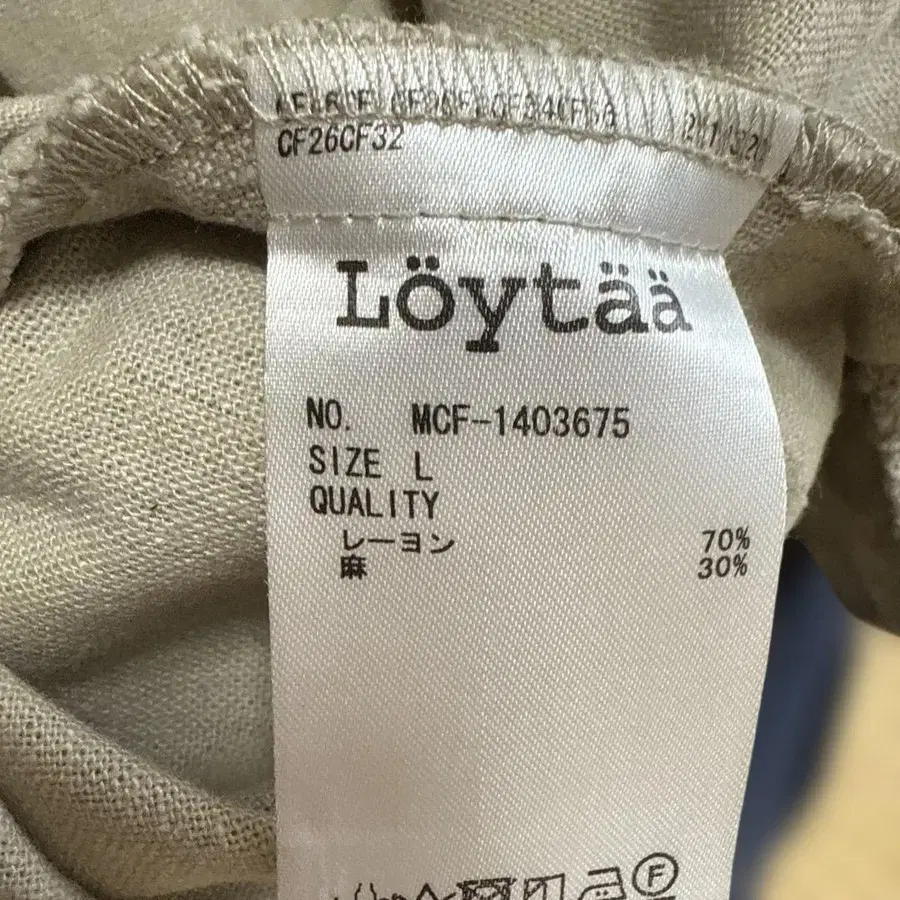 CF26CF32
Löytää
NO. MCF-1403675
SIZE L
QUALITY
レーヨン 70%
麻 30%
F